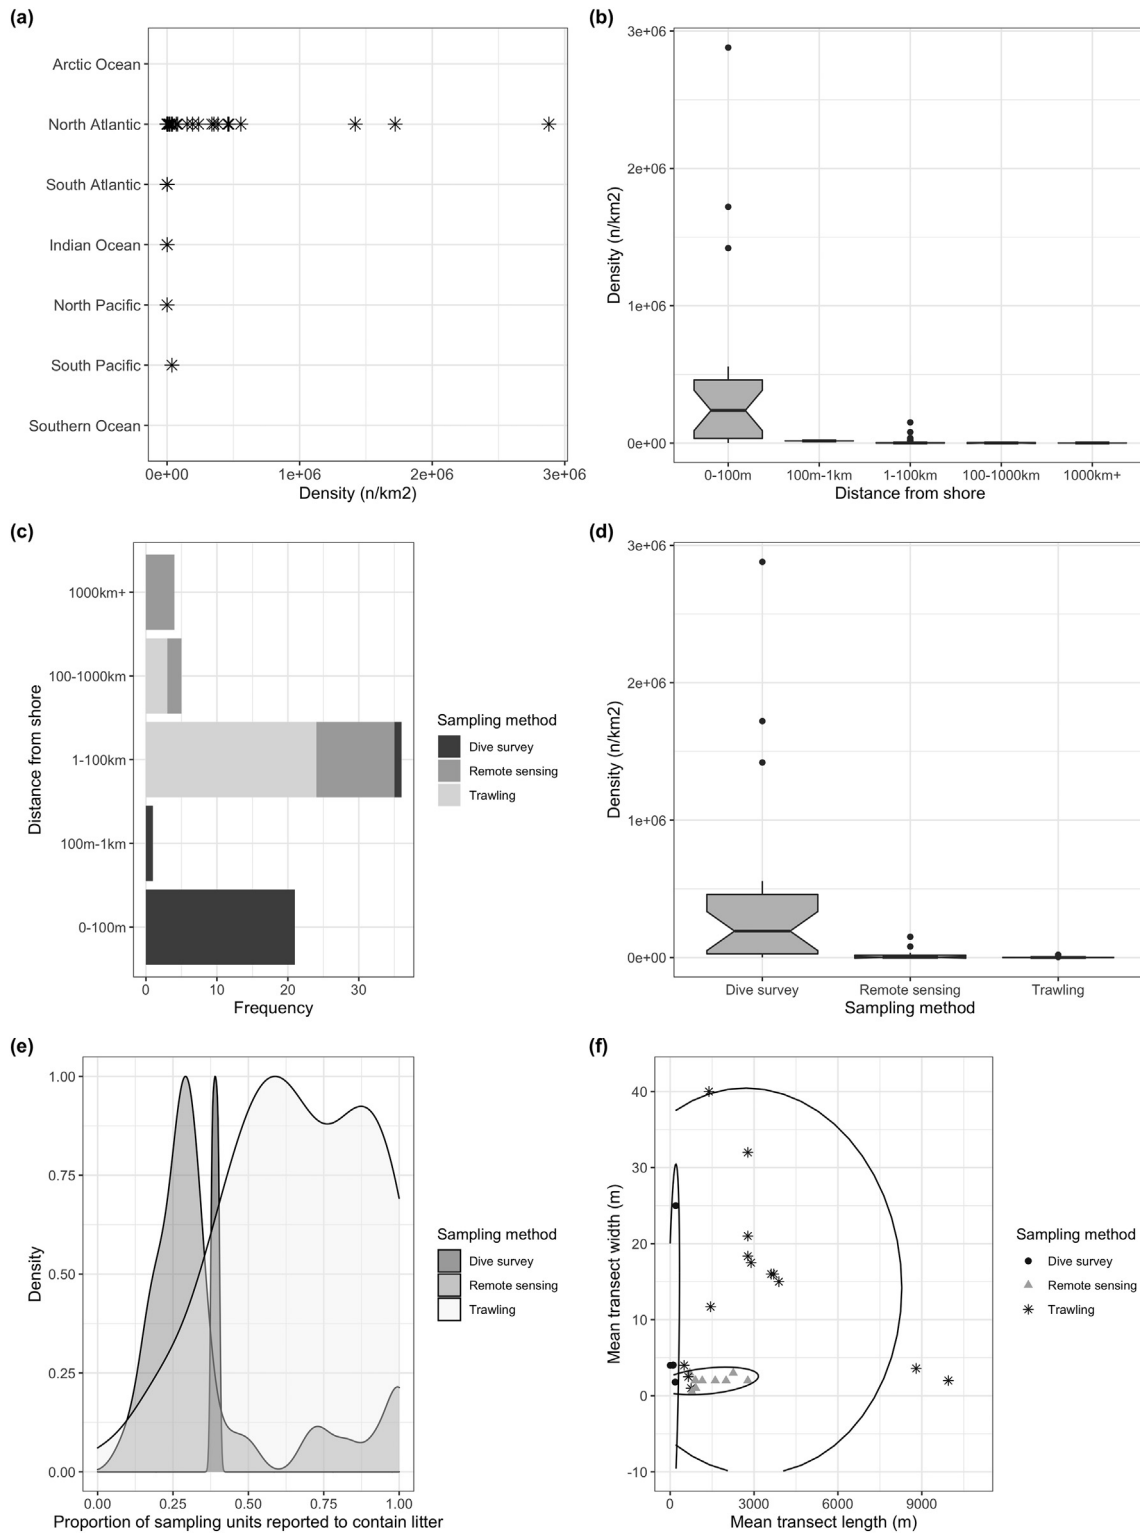 (a)
Arctic Ocean
North Atlantic
South Atlantic
Indian Ocean
North Pacific
South Pacific
Southern Ocean
0e+00 1e+06 2e+06 3e+06
Density (n/km2)
(b)
3e+06
2e+06
1e+06
0e+00
Density (n/km2)
0-100m 100m-1km 1-100km 100-1000km 1000km+
Distance from shore
(c)
1000km+
100-1000km
1-100km
100m-1km
0-100m
Distance from shore
0 10 20 30
Frequency
Sampling method
Dive survey
Remote sensing
Trawling
(d)
3e+06
2e+06
1e+06
0e+00
Density (n/km2)
Dive survey Remote sensing Trawling
Sampling method
(e)
1.00
0.75
0.50
0.25
0.00
Density
0.00 0.25 0.50 0.75 1.00
Proportion of sampling units reported to contain litter
Sampling method
Dive survey
Remote sensing
Trawling
(f)
40
30
20
10
0
-10
Mean transect width (m)
0 3000 6000 9000
Mean transect length (m)
Sampling method
Dive survey
Remote sensing
Trawling